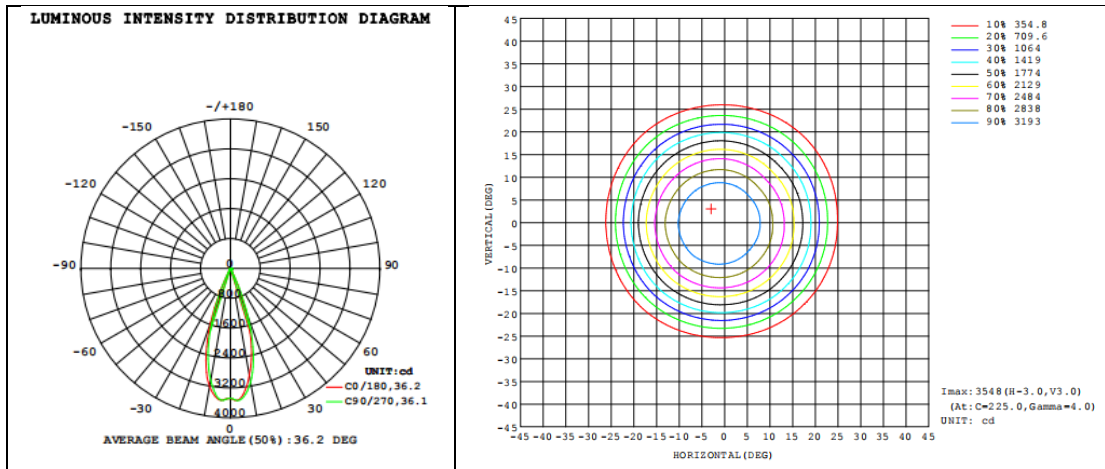 LUMINOUS INTENSITY DISTRIBUTION DIAGRAM
-/+180
-150 150
-120 120
-90 0 90
800
1600
-60 2400 60
3200
-30 4000 30
0
UNIT:cd
C0/180,36.2
C90/270,36.1
AVERAGE BEAM ANGLE(50%):36.2 DEG
45
40
35
30
25
20
15
10
5
0
-5
-10
-15
-20
-25
-30
-35
-40
-45
VERTICAL(DEG)
-45 -40 -35 -30 -25 -20 -15 -10 -5 0 5 10 15 20 25 30 35 40 45
HORIZONTAL(DEG)
10% 354.8
20% 709.6
30% 1064
40% 1419
50% 1774
60% 2129
70% 2484
80% 2838
90% 3193
Imax:3548(H-3.0,V3.0)
(At:C=225.0,Gamma=4.0)
UNIT: cd